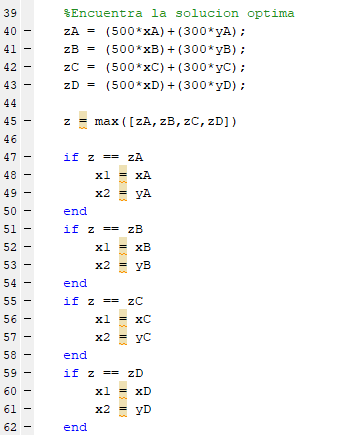 39 %Encuentra la solucion optima
40 - zA = (500*xA)+(300*yA);
41 - zB = (500*xB)+(300*yB);
42 - zC = (500*xC)+(300*yC);
43 - zD = (500*xD)+(300*yD);
44
45 - z = max([zA,zB,zC,zD])
46
47 - if z == zA
48 - x1 = xA
49 - x2 = yA
50 - end
51 - if z == zB
52 - x1 = xB
53 - x2 = yB
54 - end
55 - if z == zC
56 - x1 = xC
57 - x2 = yC
58 - end
59 - if z == zD
60 - x1 = xD
61 - x2 = yD
62 - end